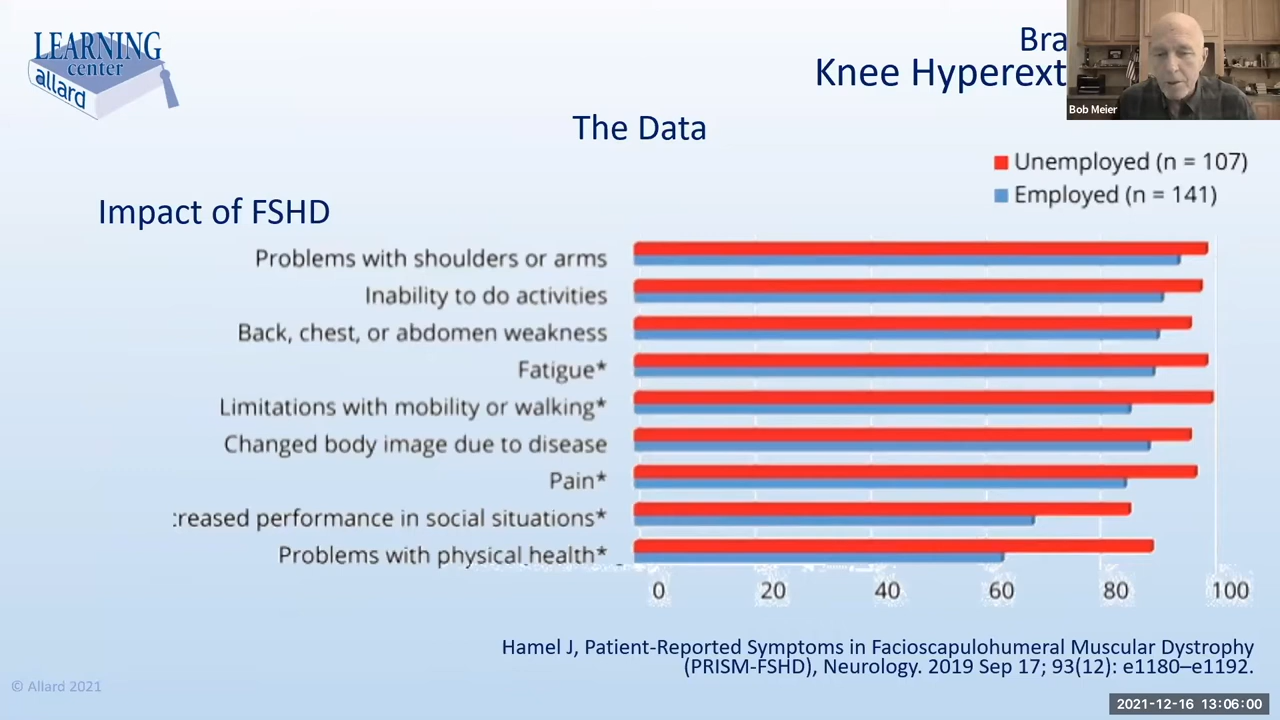 LEARNING
center
allard
Bra
Knee Hyperext
Bob Meier
The Data
Unemployed (n = 107)
Employed (n = 141)
Impact of FSHD
Problems with shoulders or arms
Inability to do activities
Back, chest, or abdomen weakness
Fatigue*
Limitations with mobility or walking*
Changed body image due to disease
Pain*
creased performance in social situations*
Problems with physical health*
0 20 40 60 80 100
Hamel J, Patient-Reported Symptoms in Facioscapulohumeral Muscular Dystrophy
(PRISM-FSHD), Neurology. 2019 Sep 17; 93(12): e1180–e1192.
© Allard 2021
2021-12-16 13:06:00